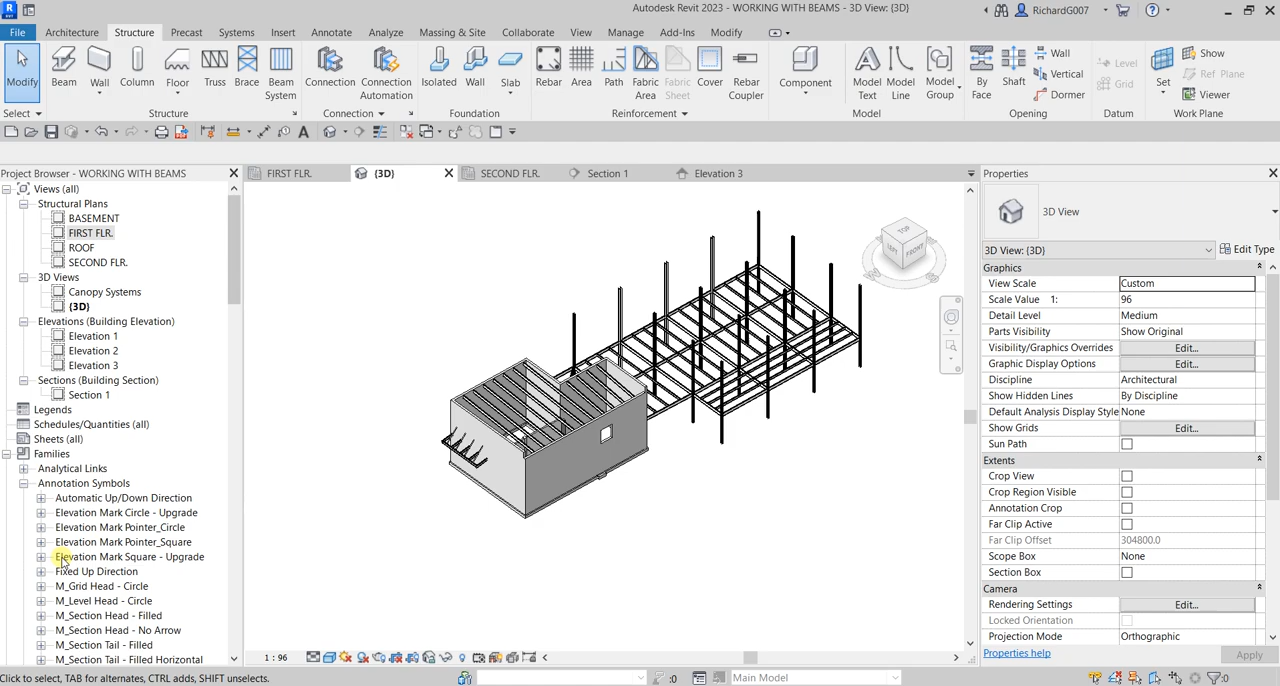 Autodesk Revit 2023 - WORKING WITH BEAMS - 3D View: {3D}
RichardG007
File Architecture Structure Precast Systems Insert Annotate Analyze Massing & Site Collaborate View Manage Add-Ins Modify
Modify Beam Wall Column Floor Truss Brace Beam System Connection Connection Automation Isolated Wall Slab Rebar Area Path Fabric Area Fabric Sheet Cover Rebar Coupler Component Model Text Model Line Model Group By Face Shaft Wall Vertical Dormer Level Grid Set Show Ref Plane Viewer
Select Structure Connection Foundation Reinforcement Model Opening Datum Work Plane
Project Browser - WORKING WITH BEAMS
FIRST FLR. {3D} SECOND FLR. Section 1 Elevation 3
Views (all)
Structural Plans
BASEMENT
FIRST FLR.
ROOF
SECOND FLR.
3D Views
Canopy Systems
{3D}
Elevations (Building Elevation)
Elevation 1
Elevation 2
Elevation 3
Sections (Building Section)
Section 1
Legends
Schedules/Quantities (all)
Sheets (all)
Families
Analytical Links
Annotation Symbols
Automatic Up/Down Direction
Elevation Mark Circle - Upgrade
Elevation Mark Pointer_Circle
Elevation Mark Pointer_Square
Elevation Mark Square - Upgrade
Fixed Up Direction
M_Grid Head - Circle
M_Level Head - Circle
M_Section Head - Filled
M_Section Head - No Arrow
M_Section Tail - Filled
M_Section Tail - Filled Horizontal
TOP
LEFT FRONT
Properties
3D View
3D View: {3D} Edit Type
Graphics
View Scale Custom
Scale Value 1: 96
Detail Level Medium
Parts Visibility Show Original
Visibility/Graphics Overrides Edit...
Graphic Display Options Edit...
Discipline Architectural
Show Hidden Lines By Discipline
Default Analysis Display Style None
Show Grids Edit...
Sun Path
Extents
Crop View
Crop Region Visible
Annotation Crop
Far Clip Active
Far Clip Offset 304800.0
Scope Box None
Section Box
Camera
Rendering Settings Edit...
Locked Orientation
Projection Mode Orthographic
Properties help Apply
1 : 96
Click to select, TAB for alternates, CTRL adds, SHIFT unselects.
:0 Main Model :0